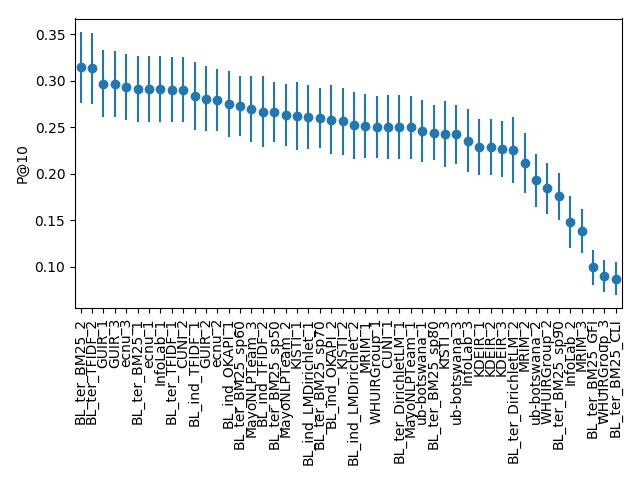 P@10
0.35
0.30
0.25
0.20
0.15
0.10
BL_ter_BM25_2
BL_ter_TFIDF_2
GUIR_1
GUIR_3
ecnu_3
BL_ter_BM25_1
ecnu_1
InfoLab_1
BL_ter_TFIDF_1
CUNI_2
BL_ind_TFIDF_1
GUIR_2
ecnu_2
BL_ind_OKAPI_1
BL_ter_BM25_sp60
MayoNLPTeam_3
BL_ind_TFIDF_2
BL_ter_BM25_sp50
MayoNLPTeam_2
KISTI_1
BL_ind_LMDirichlet_1
BL_ter_BM25_sp70
BL_ind_OKAPI_2
KISTI_2
BL_ind_LMDirichlet_2
MRIM_1
WHUIRGroup_1
CUNI_1
BL_ter_DirichletLM_1
MayoNLPTeam_1
ub-botswana_1
BL_ter_BM25_sp80
KISTI_3
ub-botswana_3
InfoLab_3
KDEIR_1
KDEIR_2
KDEIR_3
BL_ter_DirichletLM_2
MRIM_2
ub-botswana_2
WHUIRGroup_2
BL_ter_BM25_sp90
InfoLab_2
MRIM_3
BL_ter_BM25_GFI
WHUIRGroup_3
BL_ter_BM25_CLI